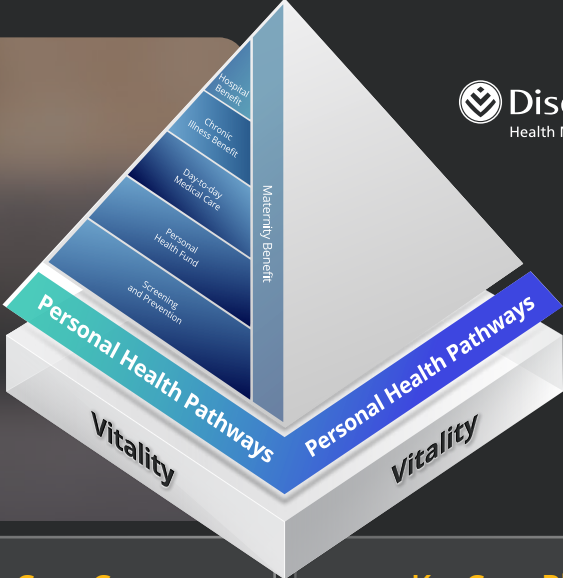 Hospital
Benefit
Chronic
Illness Benefit
Day-to-day
Medical Care
Personal
Health Fund
Screening
and Prevention
Maternity Benefit
Health
Personal Health Pathways
Personal Health Pathways
Vitality
Vitality